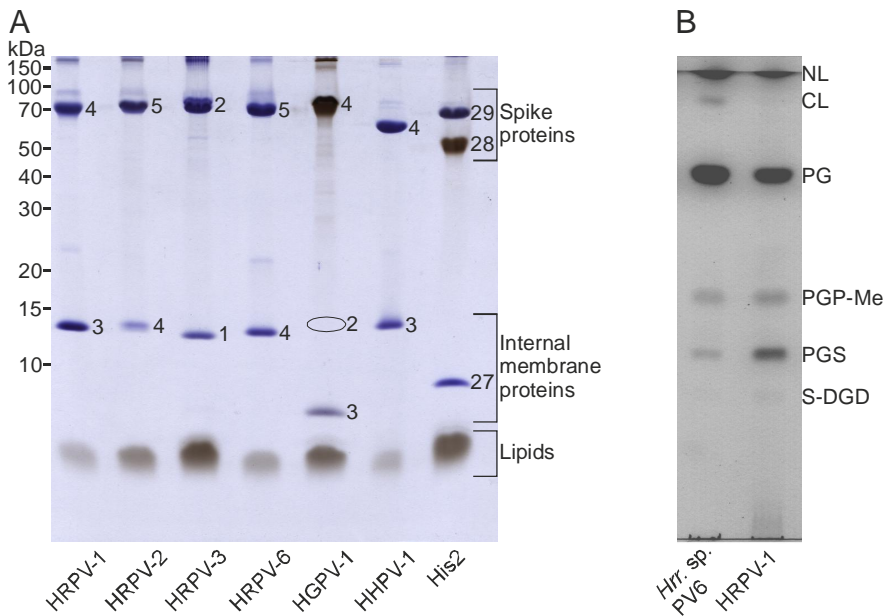 A
kDa
150
100
70
50
40
30
20
15
10
4
5
2
5
4
4
29
28
Spike
proteins
3
4
1
4
2
3
3
27
Internal
membrane
proteins
Lipids
HRPV-1
HRPV-2
HRPV-3
HRPV-6
HGPV-1
HHPV-1
His2
B
NL
CL
PG
PGP-Me
PGS
S-DGD
Hrr. sp.
PV6
HRPV-1